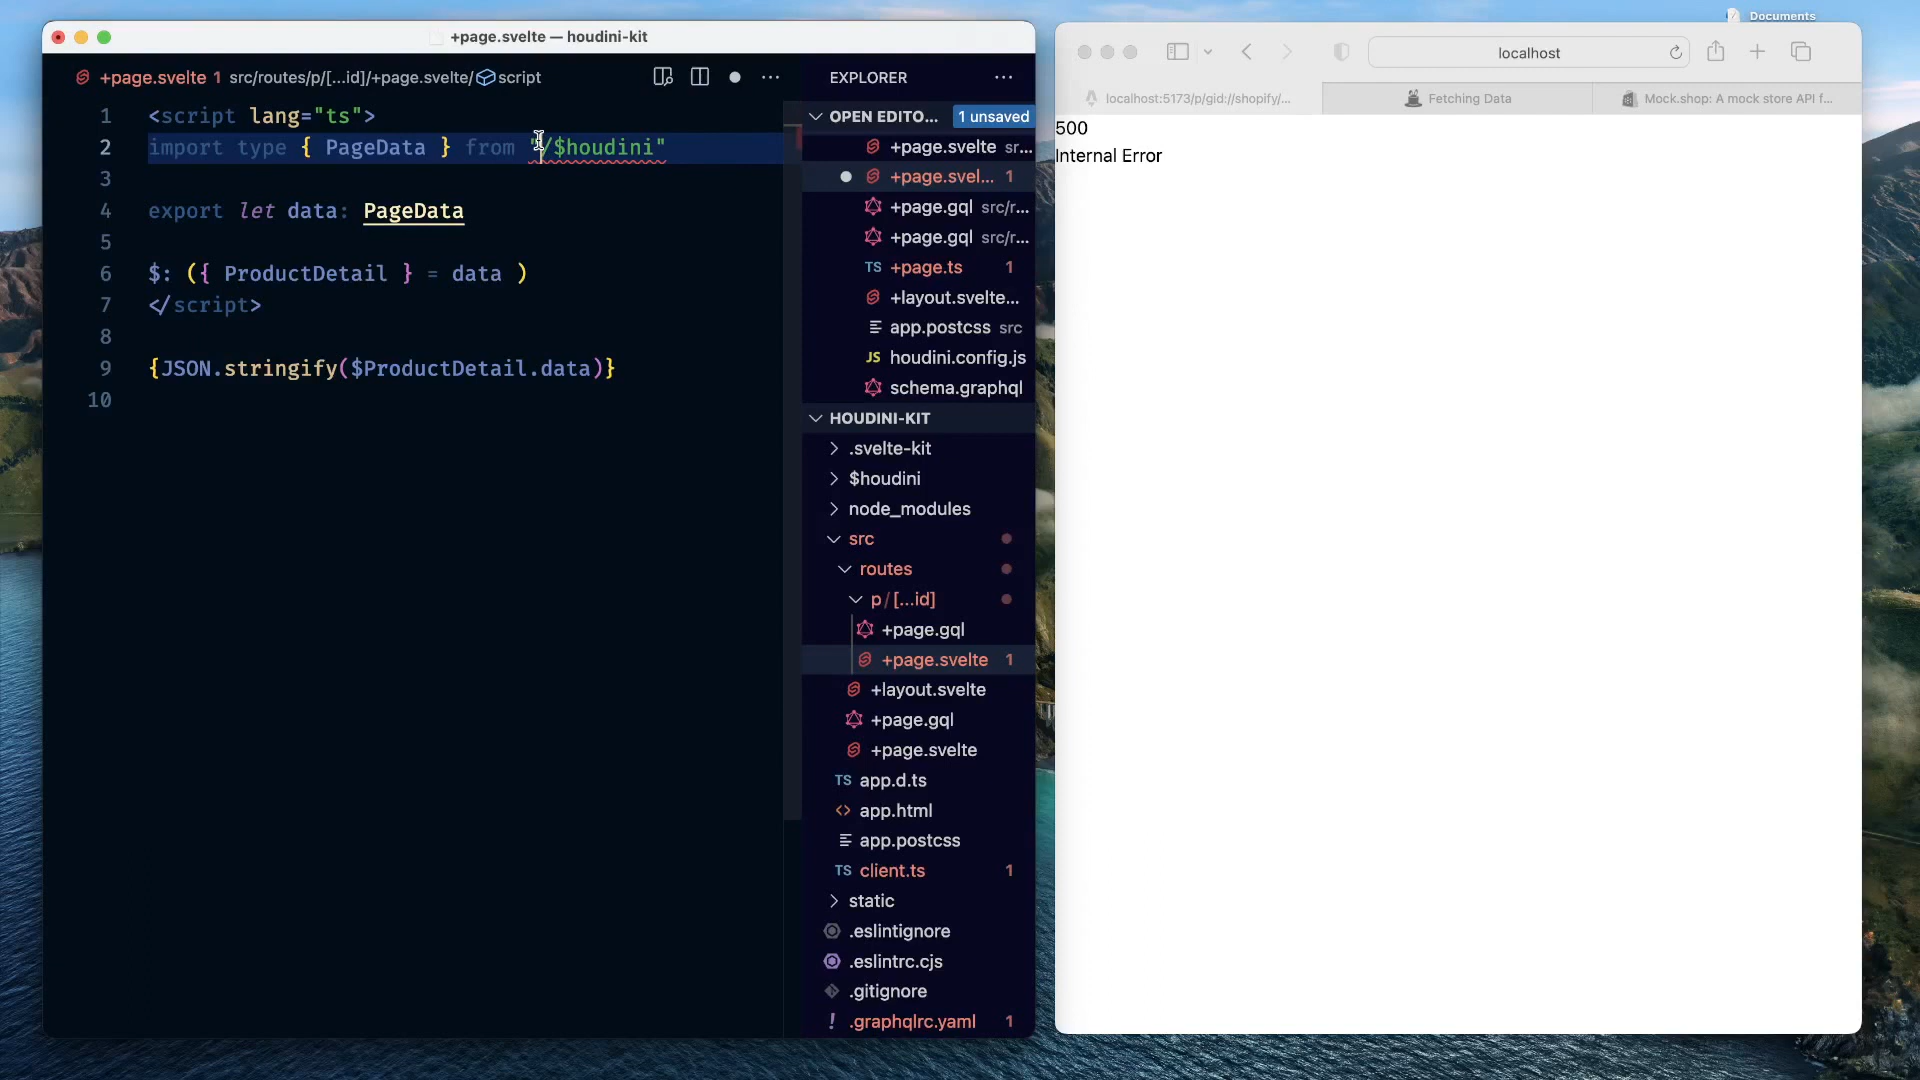 Documents
+page.svelte — houdini-kit
+page.svelte 1 src/routes/p/[...id]/+page.svelte/ script
1 <script lang="ts">
2 import type { PageData } from "/$houdini"
3
4 export let data: PageData
5
6 $: ({ ProductDetail } = data )
7 </script>
8
9 {JSON.stringify($ProductDetail.data)}
10
EXPLORER
OPEN EDITO... 1 unsaved
+page.svelte sr...
+page.svel... 1
+page.gql src/r...
+page.gql src/r...
TS +page.ts 1
+layout.svelte...
app.postcss src
JS houdini.config.js
schema.graphql
HOUDINI-KIT
.svelte-kit
$houdini
node_modules
src
routes
p/[...id]
+page.gql
+page.svelte 1
+layout.svelte
+page.gql
+page.svelte
TS app.d.ts
<> app.html
app.postcss
TS client.ts 1
static
.eslintignore
.eslintrc.cjs
.gitignore
! .graphqlrc.yaml 1
localhost
localhost:5173/p/gid://shopify/...
Fetching Data
Mock.shop: A mock store API f...
500
Internal Error